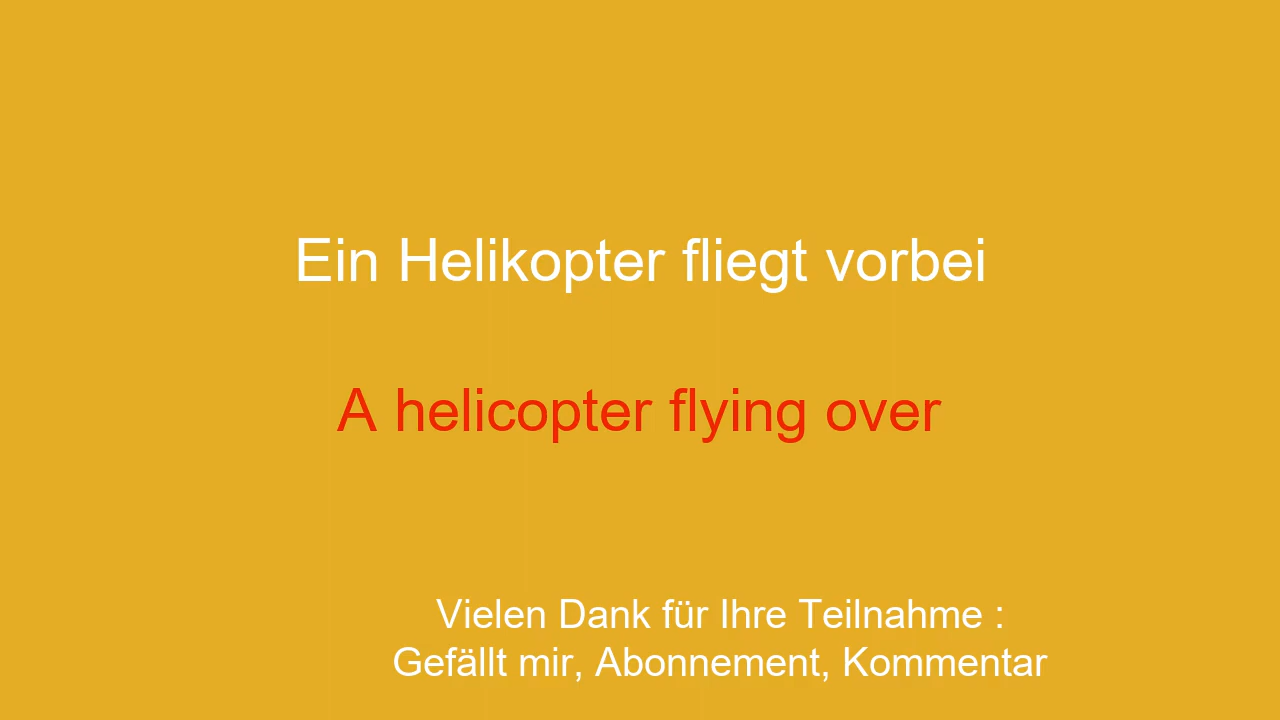 Ein Helikopter fliegt vorbei
A helicopter flying over
Vielen Dank für Ihre Teilnahme :
Gefällt mir, Abonnement, Kommentar